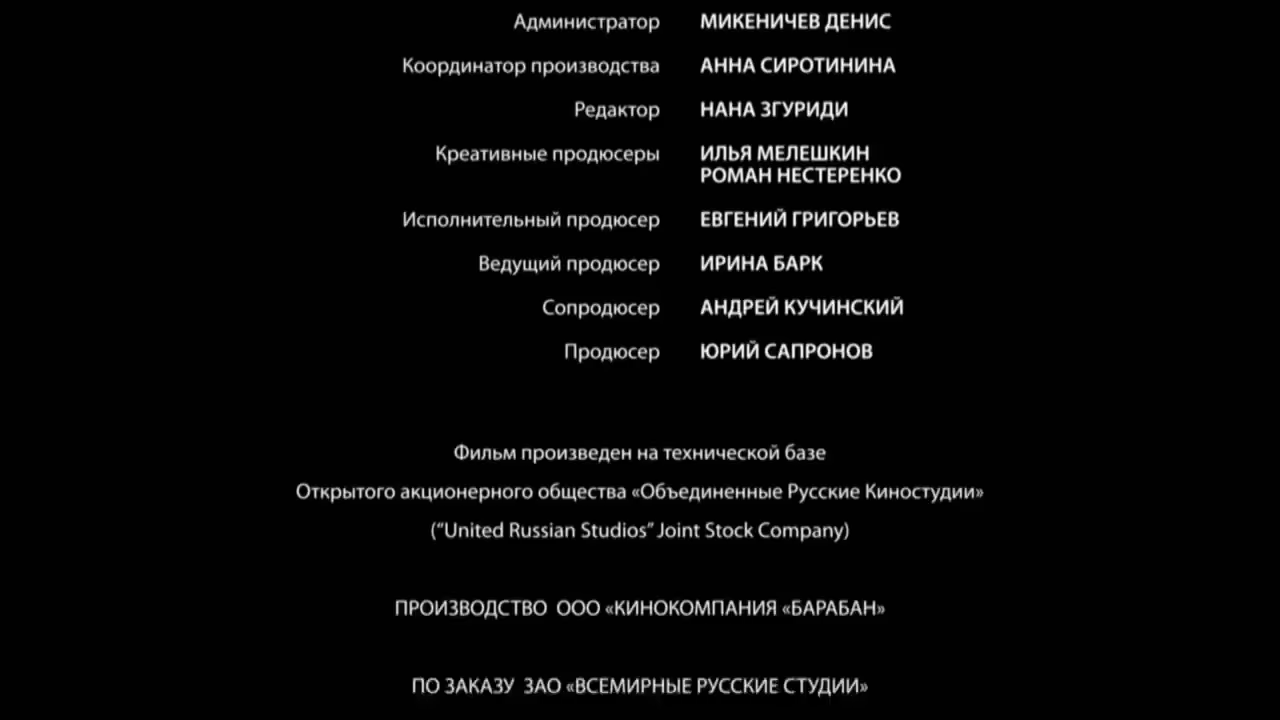 Администратор МИКЕНИЧЕВ ДЕНИС
Координатор производства АННА СИРОТИНИНА
Редактор НАНА ЗГУРИДИ
Креативные продюсеры ИЛЬЯ МЕЛЕШКИН
РОМАН НЕСТЕРЕНКО
Исполнительный продюсер ЕВГЕНИЙ ГРИГОРЬЕВ
Ведущий продюсер ИРИНА БАРК
Сопродюсер АНДРЕЙ КУЧИНСКИЙ
Продюсер ЮРИЙ САПРОНОВ
Фильм произведен на технической базе
Открытого акционерного общества «Объединенные Русские Киностудии»
("United Russian Studios" Joint Stock Company)
ПРОИЗВОДСТВО ООО «КИНОКОМПАНИЯ «БАРАБАН»
ПО ЗАКАЗУ ЗАО «ВСЕМИРНЫЕ РУССКИЕ СТУДИИ»